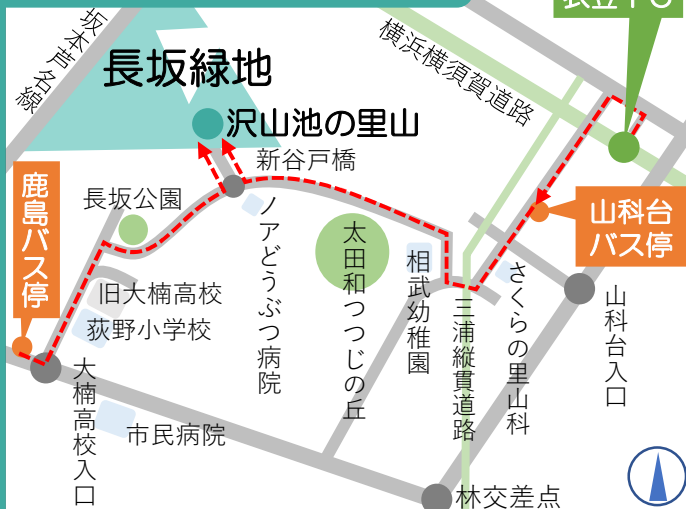 衣笠IC
坂本芦名線
長坂緑地
横浜横須賀道路
沢山池の里山
新谷戸橋
鹿島バス停
長坂公園
山科台
バス停
ノアどうぶつ病院
太田和つつじの丘
相武幼稚園
三浦縦貫道路
さくらの里山科
山科台入口
旧大楠高校
荻野小学校
大楠高校入口
市民病院
林交差点